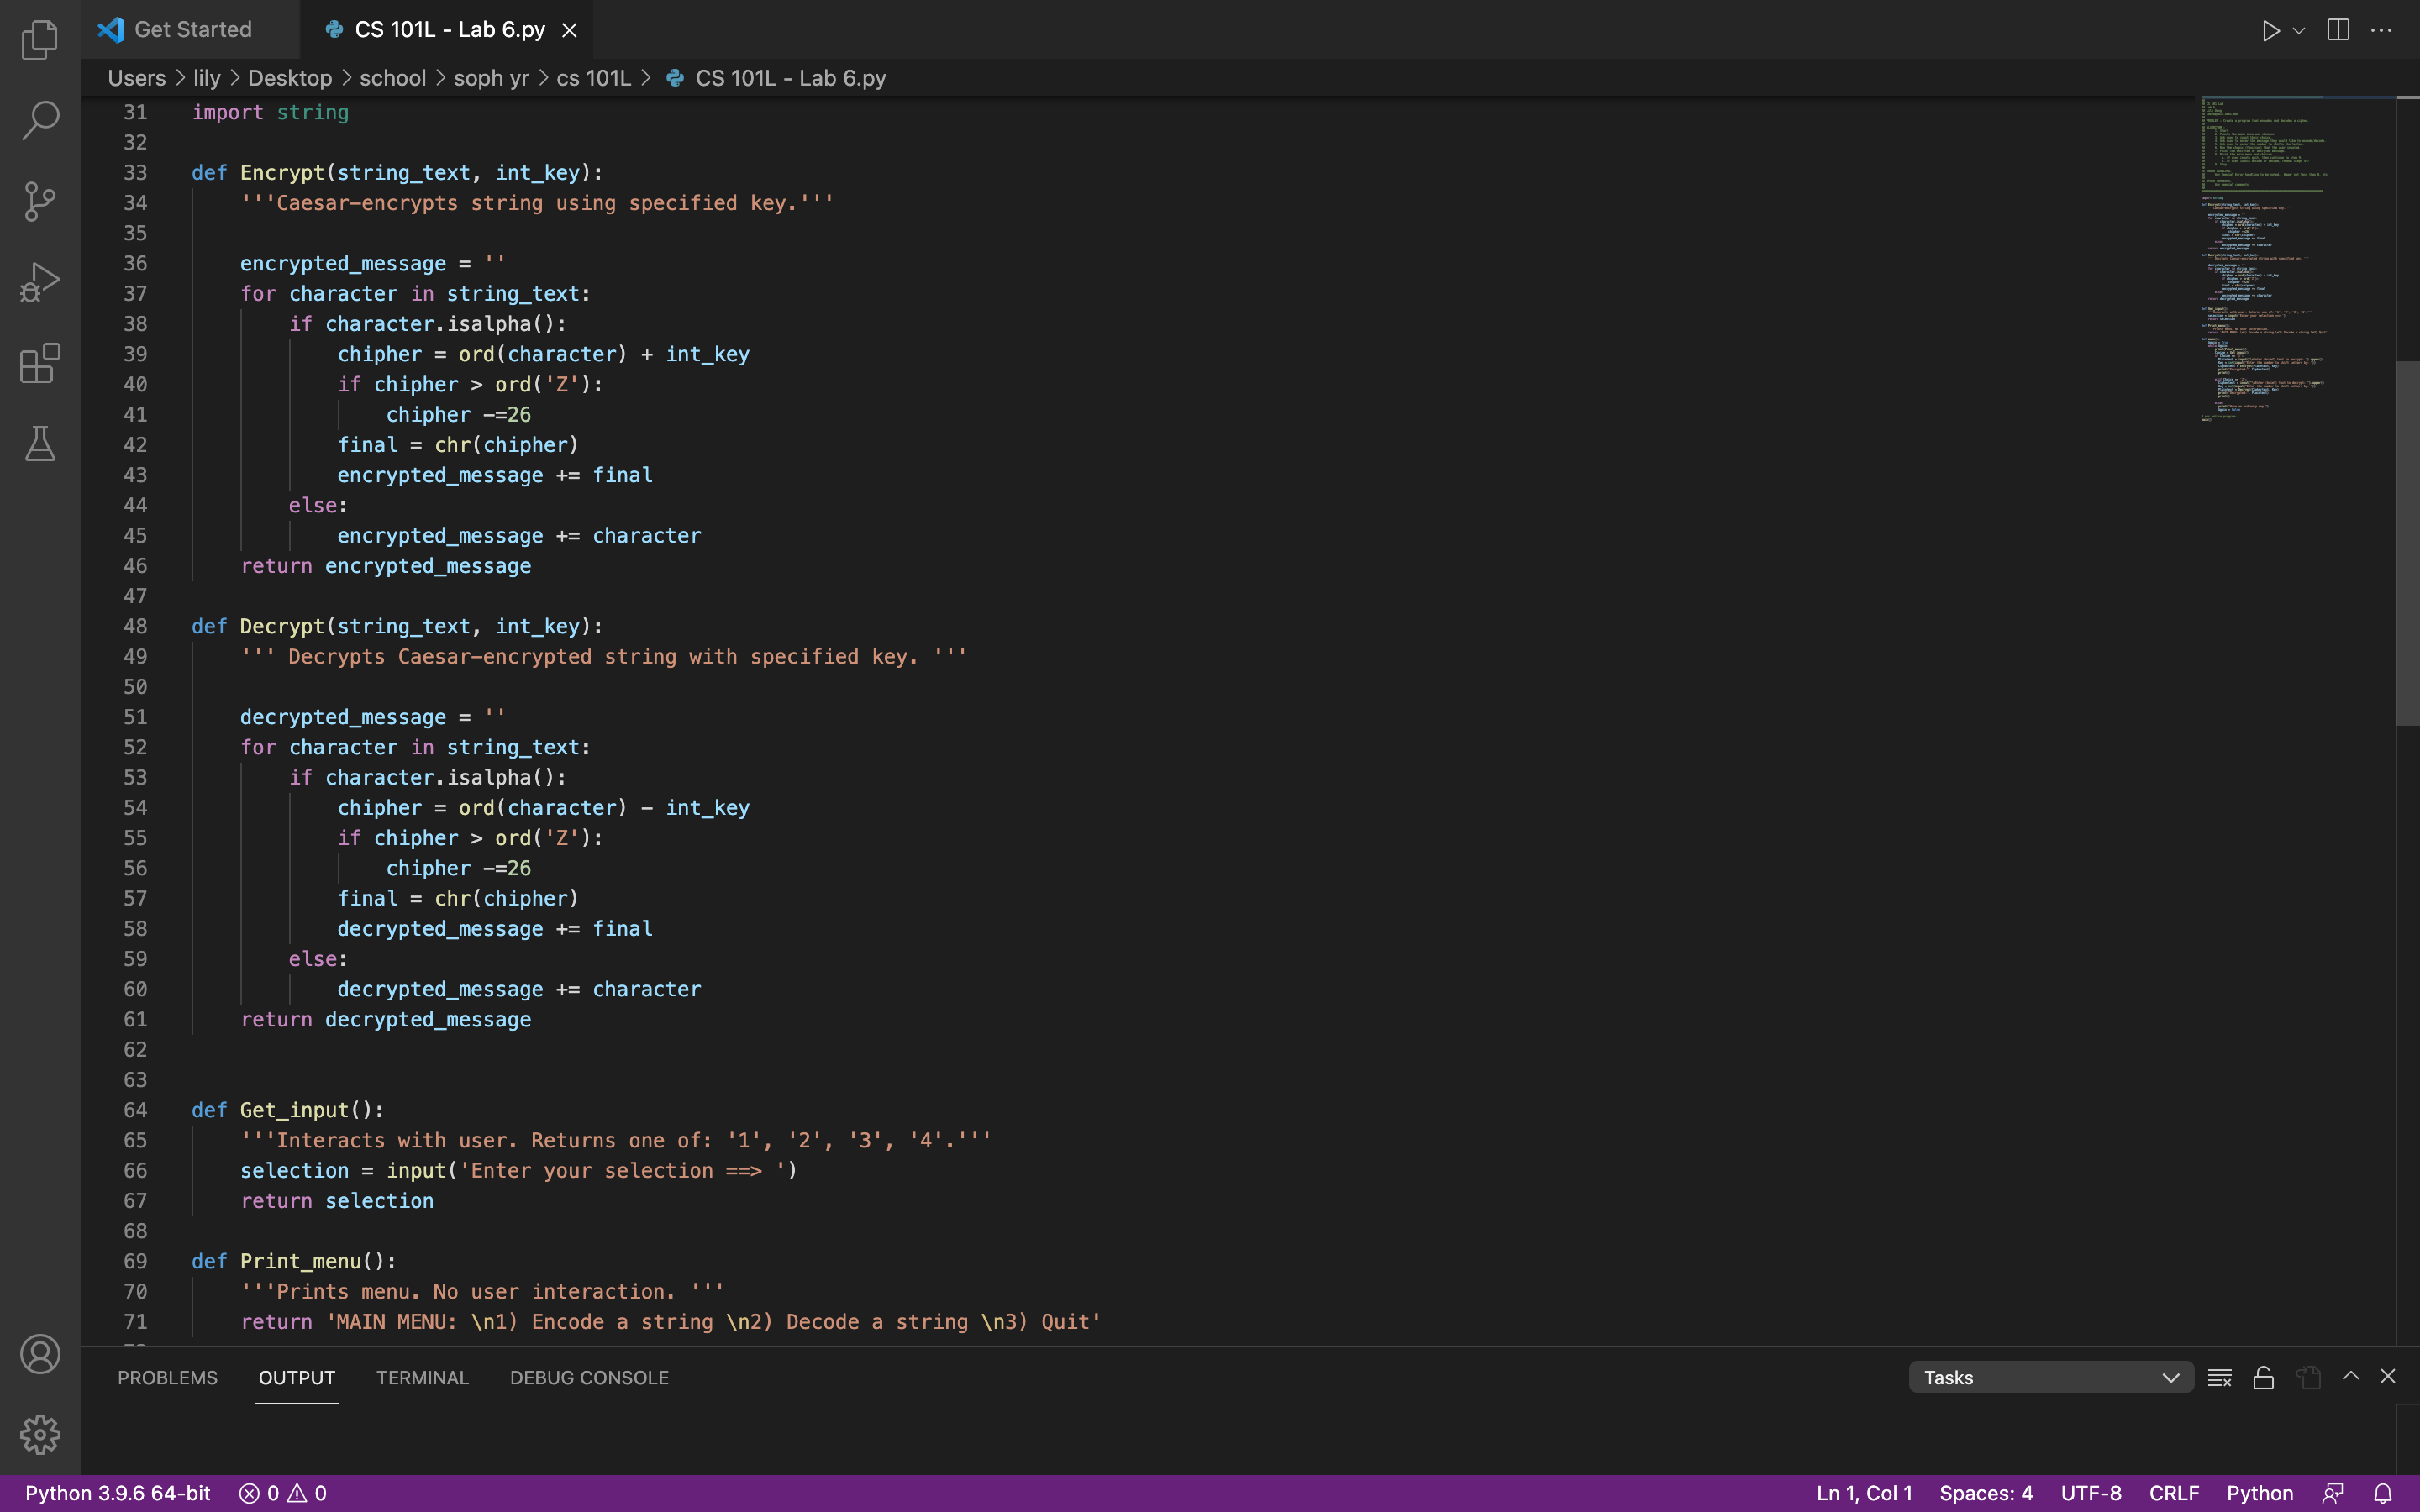 Get Started
CS 101L - Lab 6.py
Users > lily > Desktop > school > soph yr > cs 101L > CS 101L - Lab 6.py
31 import string
32
33 def Encrypt(string_text, int_key):
34     '''Caesar-encrypts string using specified key.'''
35
36     encrypted_message = ''
37     for character in string_text:
38         if character.isalpha():
39             chipher = ord(character) + int_key
40             if chipher > ord('Z'):
41                 chipher -=26
42             final = chr(chipher)
43             encrypted_message += final
44         else:
45             encrypted_message += character
46     return encrypted_message
47
48 def Decrypt(string_text, int_key):
49     ''' Decrypts Caesar-encrypted string with specified key. '''
50
51     decrypted_message = ''
52     for character in string_text:
53         if character.isalpha():
54             chipher = ord(character) - int_key
55             if chipher > ord('Z'):
56                 chipher -=26
57             final = chr(chipher)
58             decrypted_message += final
59         else:
60             decrypted_message += character
61     return decrypted_message
62
63
64 def Get_input():
65     '''Interacts with user. Returns one of: '1', '2', '3', '4'.'''
66     selection = input('Enter your selection ==> ')
67     return selection
68
69 def Print_menu():
70     '''Prints menu. No user interaction. '''
71     return 'MAIN MENU: \n1) Encode a string \n2) Decode a string \n3) Quit'
PROBLEMS OUTPUT TERMINAL DEBUG CONSOLE Tasks
Python 3.9.6 64-bit 0 0 Ln 1, Col 1 Spaces: 4 UTF-8 CRLF Python